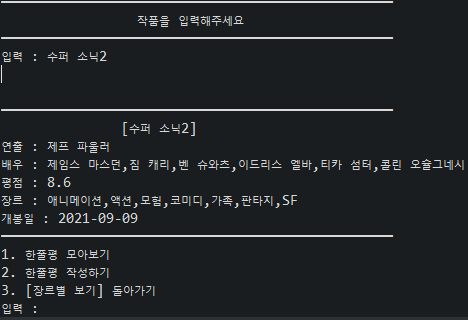 작품을 입력해주세요
입력 : 수퍼 소닉2
[수퍼 소닉2]
연출 : 제프 파울러
배우 : 제임스 마스던,짐 캐리,벤 슈와츠,이드리스 엘바,티카 섬터,콜린 오슐그네시
평점 : 8.6
장르 : 애니메이션,액션,모험,코미디,가족,판타지,SF
개봉일 : 2021-09-09
1. 한줄평 모아보기
2. 한줄평 작성하기
3. [장르별 보기] 돌아가기
입력 :